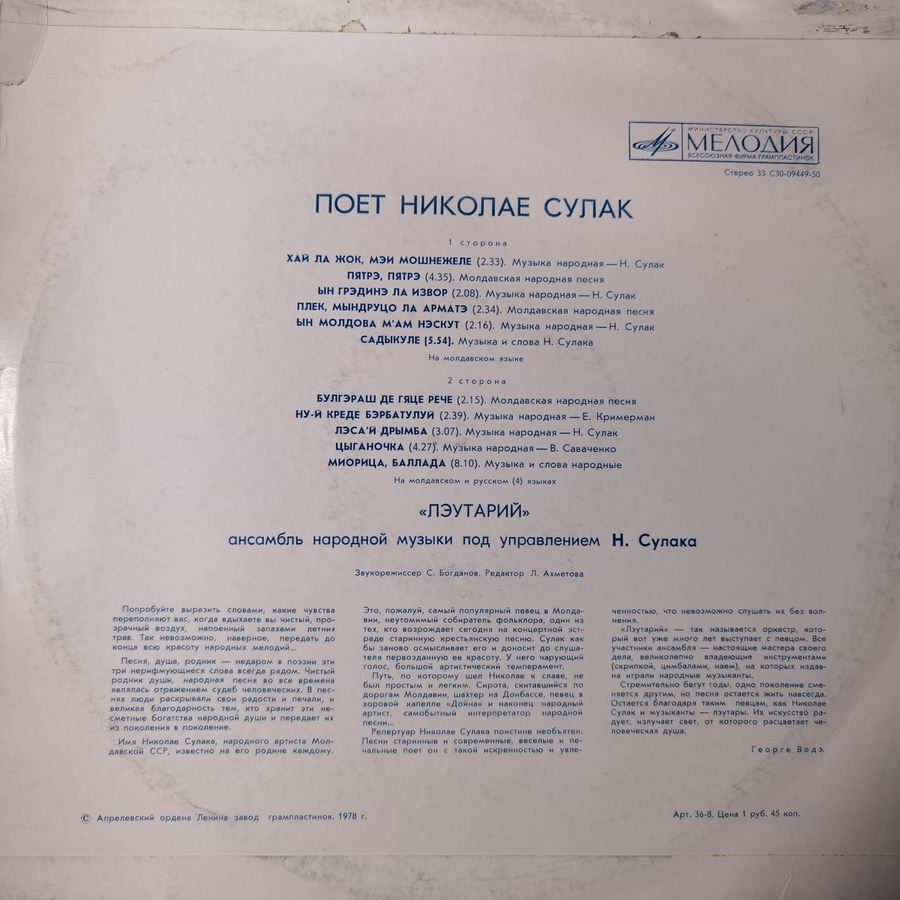 МИНИСТЕРСТВО КУЛЬТУРЫ СССР
МЕЛОДИЯ
ВСЕСОЮЗНАЯ ФИРМА ГРАМПЛАСТИНОК
Стерео 33 С30-09449-50
ПОЕТ НИКОЛАЕ СУЛАК
1 сторона
ХАЙ ЛА ЖОК, МЭИ МОШНЕЖЕЛЕ (2.33). Музыка народная — Н. Сулак
ПЯТРЭ, ПЯТРЭ (4.35). Молдавская народная песня
ЫН ГРЭДИНЭ ЛА ИЗВОР (2.08). Музыка народная — Н. Сулак
ПЛЕК, МЫНДРУЦО ЛА АРМАТЭ (2.34). Молдавская народная песня
ЫН МОЛДОВА М'АМ НЭСКУТ (2.16). Музыка народная — Н. Сулак
САДЫКУЛЕ [5.54]. Музыка и слова Н. Сулака
На молдавском языке
2 сторона
БУЛГЭРАШ ДЕ ГЯЦЕ РЕЧЕ (2.15). Молдавская народная песня
НУ-Й КРЕДЕ БЭРБАТУЛУЙ (2.39). Музыка народная — Е. Кримерман
ЛЭСА'Й ДРЫМБА (3.07). Музыка народная — Н. Сулак
ЦЫГАНОЧКА (4.27). Музыка народная — В. Саваченко
МИОРИЦА, БАЛЛАДА (8.10). Музыка и слова народные
На молдавском и русском (4) языках
«ЛЭУТАРИЙ»
ансамбль народной музыки под управлением Н. Сулака
Звукорежиссер С. Богданов. Редактор Л. Ахметова
Попробуйте выразить словами, какие чувства
переполняют вас, когда вдыхаете вы чистый, про-
зрачный воздух, напоенный запахами летних
трав. Так невозможно, наверное, передать до
конца всю красоту народных мелодий...
Песня, душа, родник — недаром в поэзии эти
три нерифмующиеся слова всегда рядом. Чистый
родник души, народная песня во все времена
являлась отражением судеб человеческих. В пес-
нях люди раскрывали свои радости и печали, и
великая благодарность тем, кто хранит эти не-
сметные богатства народной души и передает их
из поколения в поколение.
Имя Николае Сулака, народного артиста Мол-
давской ССР, известно на его родине каждому.
Это, пожалуй, самый популярный певец в Молда-
вии, неутомимый собиратель фольклора, один из
тех, кто возрождает сегодня на концертной эст-
раде старинную крестьянскую песню. Сулак как
бы заново осмысливает его и доносит до слуша-
теля первозданную ее красоту. У него чарующий
голос, большой артистический темперамент.
Путь, по которому шел Николае к славе, не
был простым и легким. Сирота, скитавшийся по
дорогам Молдавии, шахтер на Донбассе, певец в
хоровой капелле «Дойна» и наконец народный
артист, самобытный интерпретатор народной
песни...
Репертуар Николае Сулака поистине необъятен.
Песни старинные и современные, веселые и пе-
чальные поет он с такой искренностью и увле-
ченностью, что невозможно слушать их без вол-
нения.
«Лэутарий» — так называется оркестр, кото-
рый вот уже много лет выступает с певцом. Все
участники ансамбля — настоящие мастера своего
дела, великолепно владеющие инструментами
(скрипкой, цимбалами, наем), на которых издав-
на играли народные музыканты.
Стремительно бегут годы, одно поколение сме-
няется другим, но песня остается жить навсегда.
Остается благодаря таким певцам, как Николае
Сулак и музыканты — лэутары. Их искусство ра-
дует, излучает свет, от которого расцветает че-
ловеческая душа.
Георге Водэ.
© Апрелевский ордена Ленина завод грампластинок. 1978 г.
Арт. 36-8. Цена 1 руб. 45 коп.